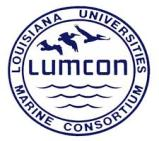 LOUISIANA UNIVERSITIES
LUMCON
MARINE CONSORTIUM